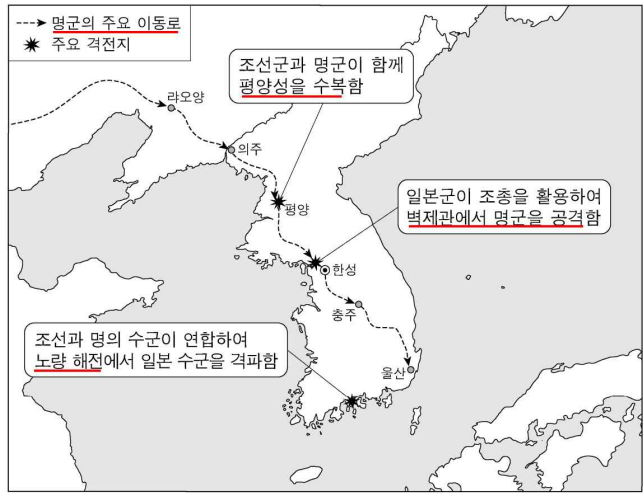 명군의 주요 이동로
주요 격전지
조선군과 명군이 함께
평양성을 수복함
랴오양
의주
평양
일본군이 조총을 활용하여
벽제관에서 명군을 공격함
한성
충주
조선과 명의 수군이 연합하여
노량 해전에서 일본 수군을 격파함
울산